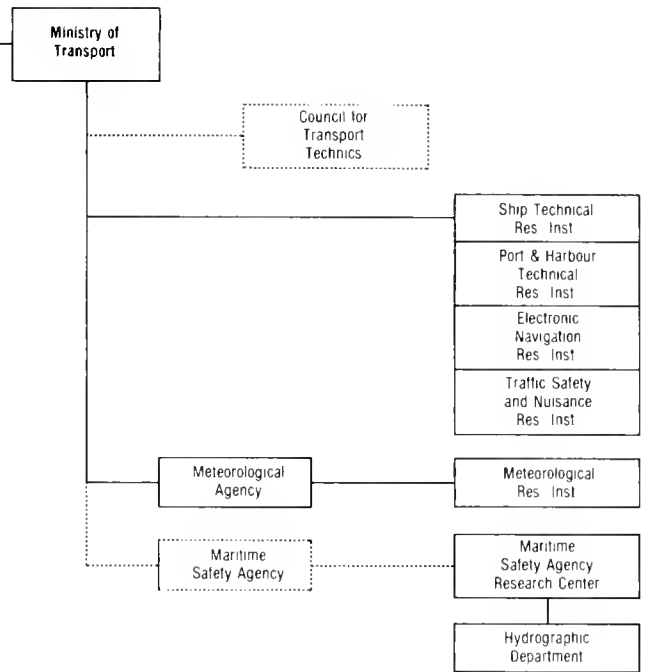 Ministry of
Transport
Council for
Transport
Technics
Ship Technical
Res Inst
Port & Harbour
Technical
Res Inst
Electronic
Navigation
Res Inst
Traffic Safety
and Nuisance
Res Inst
Meteorological
Agency
Meteorological
Res Inst
Maritime
Safety Agency
Maritime
Safety Agency
Research Center
Hydrographic
Department